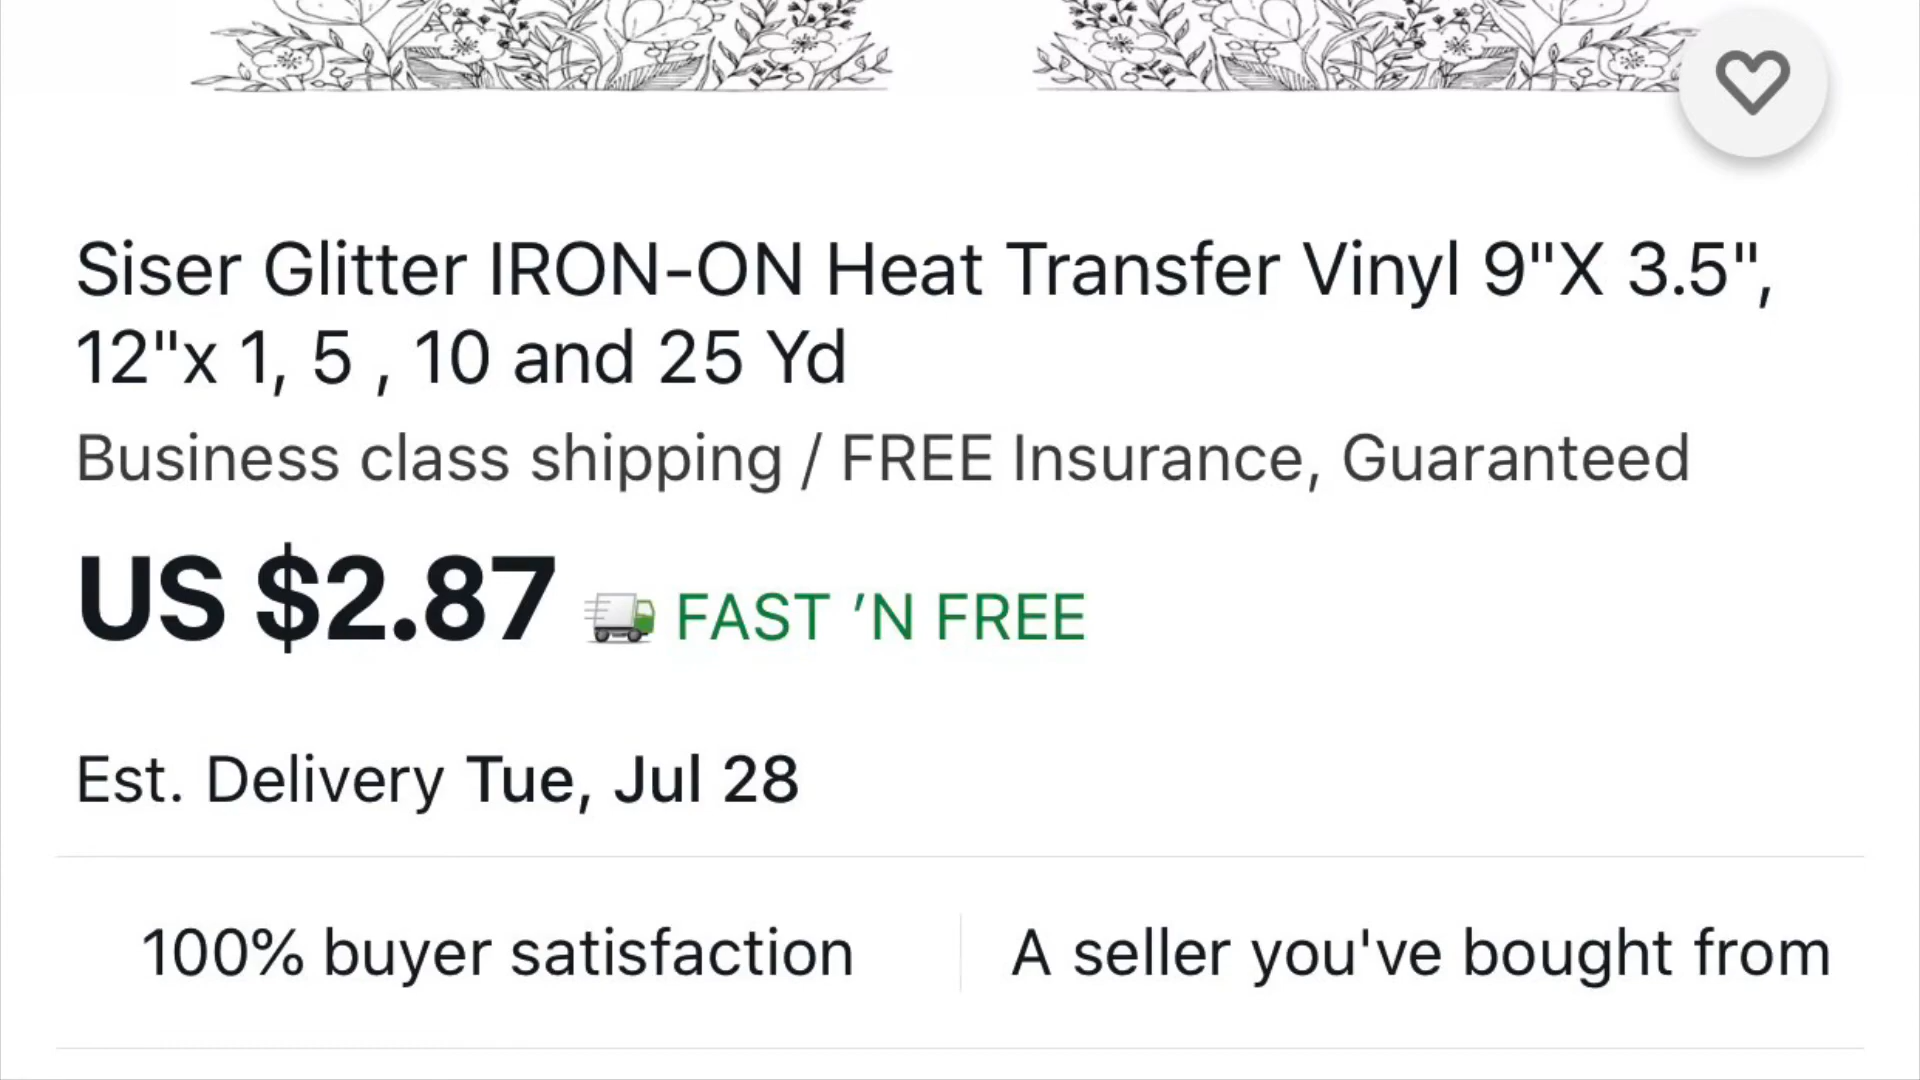 Siser Glitter IRON-ON Heat Transfer Vinyl 9"X 3.5",
12"x 1, 5 , 10 and 25 Yd
Business class shipping / FREE Insurance, Guaranteed
US $2.87 FAST 'N FREE
Est. Delivery Tue, Jul 28
100% buyer satisfaction
A seller you've bought from